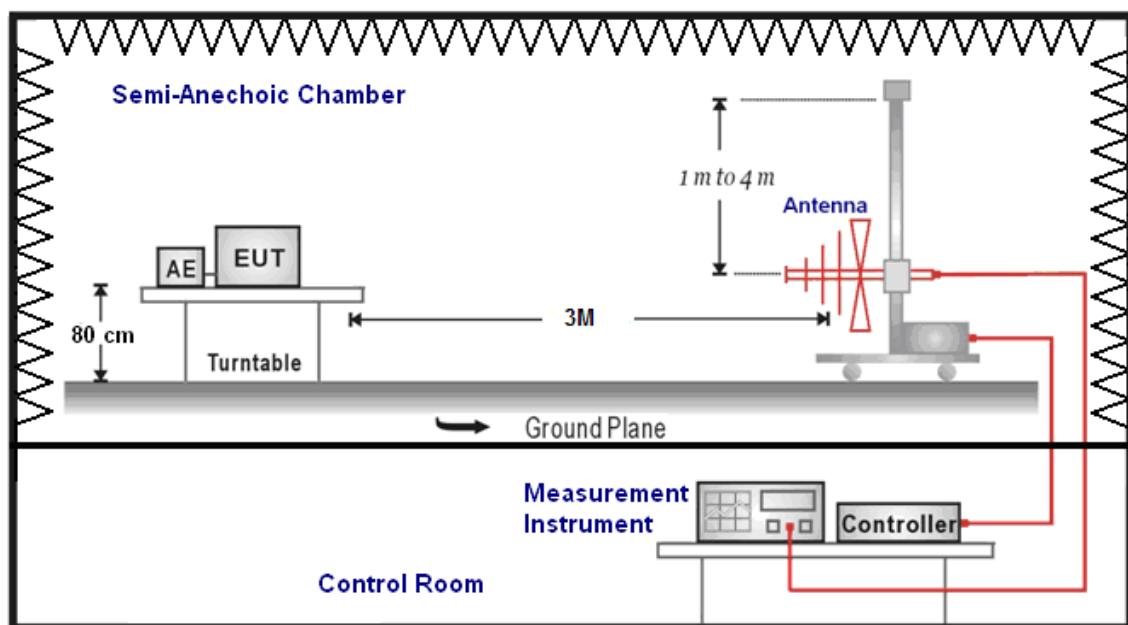 Semi-Anechoic Chamber
1 m to 4 m
Antenna
AE
EUT
80 cm
3M
Turntable
Ground Plane
Measurement
Instrument
Controller
Control Room